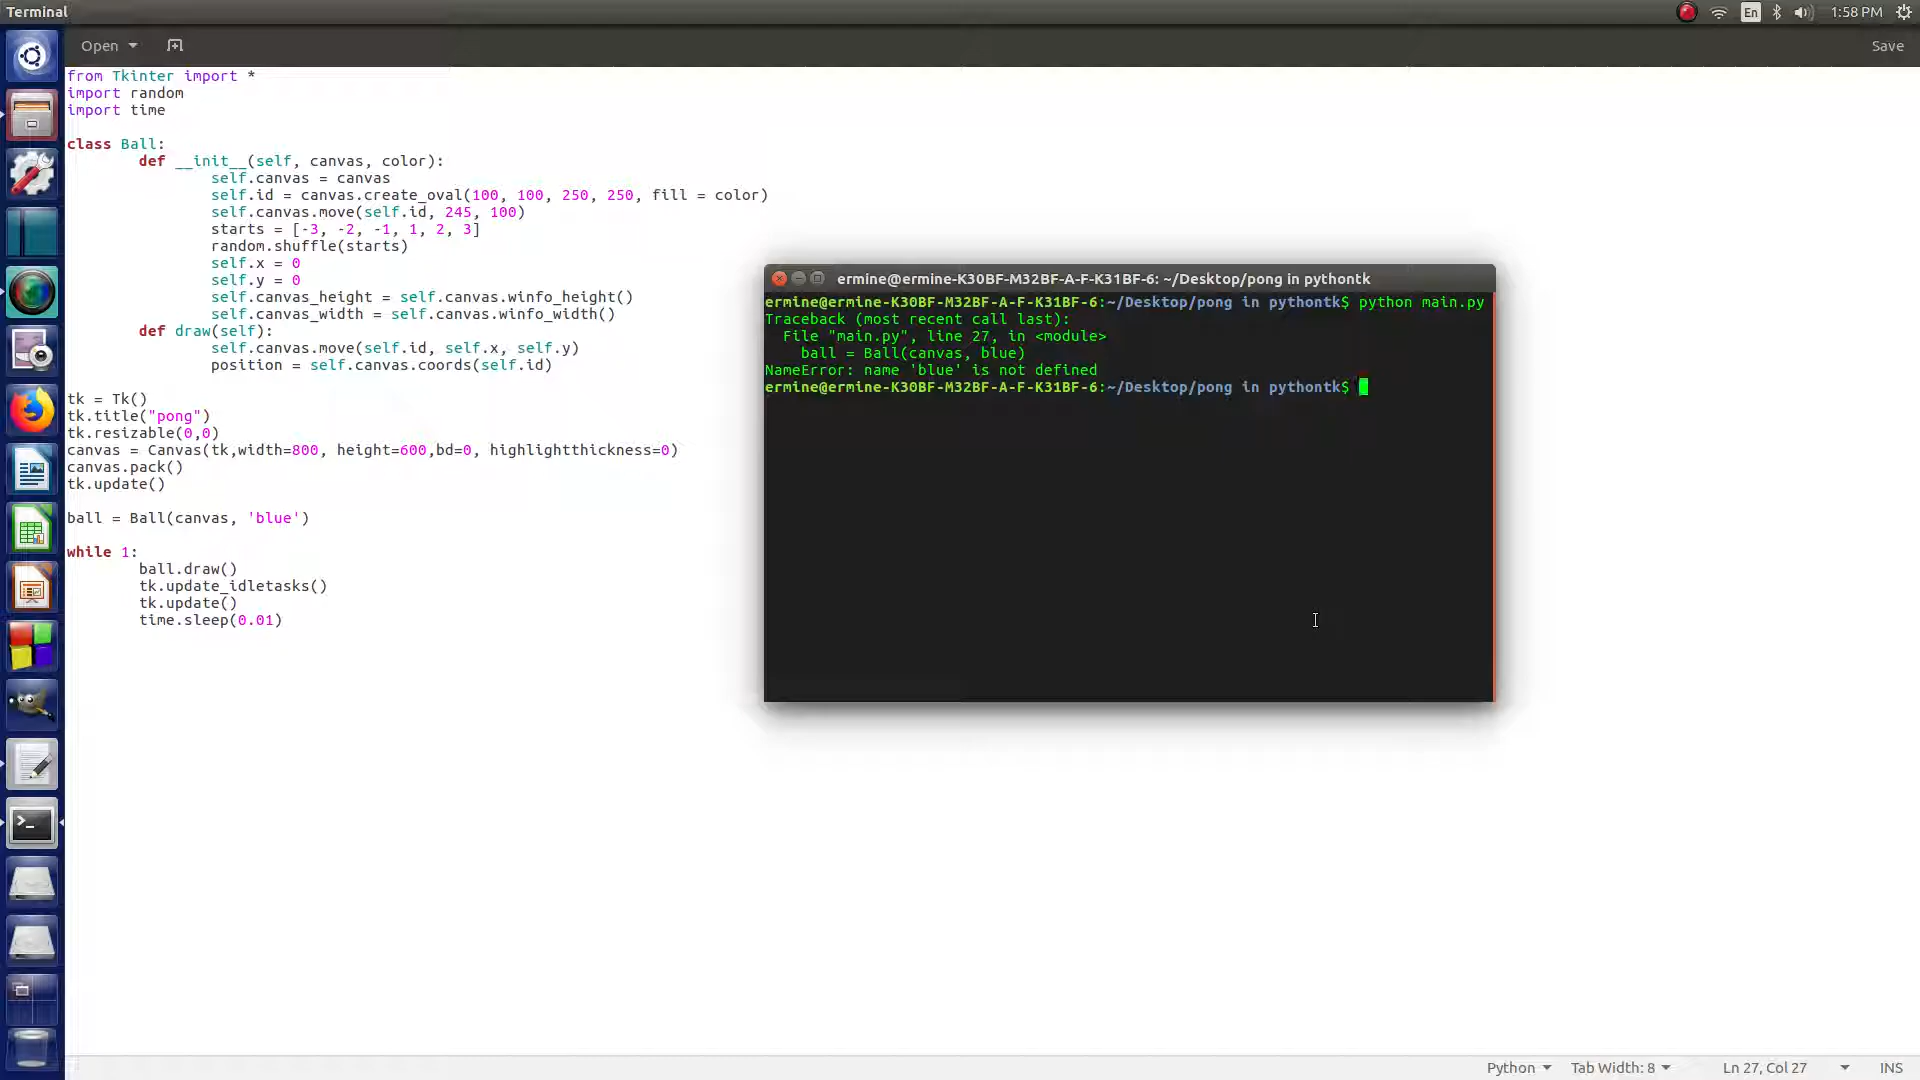 Terminal
En
1:58 PM
Open
Save
from Tkinter import *
import random
import time
class Ball:
def __init__(self, canvas, color):
self.canvas = canvas
self.id = canvas.create_oval(100, 100, 250, 250, fill = color)
self.canvas.move(self.id, 245, 100)
starts = [-3, -2, -1, 1, 2, 3]
random.shuffle(starts)
self.x = 0
self.y = 0
self.canvas_height = self.canvas.winfo_height()
self.canvas_width = self.canvas.winfo_width()
def draw(self):
self.canvas.move(self.id, self.x, self.y)
position = self.canvas.coords(self.id)
tk = Tk()
tk.title("pong")
tk.resizable(0,0)
canvas = Canvas(tk,width=800, height=600,bd=0, highlightthickness=0)
canvas.pack()
tk.update()
ball = Ball(canvas, 'blue')
while 1:
ball.draw()
tk.update_idletasks()
tk.update()
time.sleep(0.01)
ermine@ermine-K30BF-M32BF-A-F-K31BF-6: ~/Desktop/pong in pythontk
ermine@ermine-K30BF-M32BF-A-F-K31BF-6:~/Desktop/pong in pythontk$ python main.py
Traceback (most recent call last):
File "main.py", line 27, in <module>
ball = Ball(canvas, blue)
NameError: name 'blue' is not defined
ermine@ermine-K30BF-M32BF-A-F-K31BF-6:~/Desktop/pong in pythontk$
Python
Tab Width: 8
Ln 27, Col 27
INS